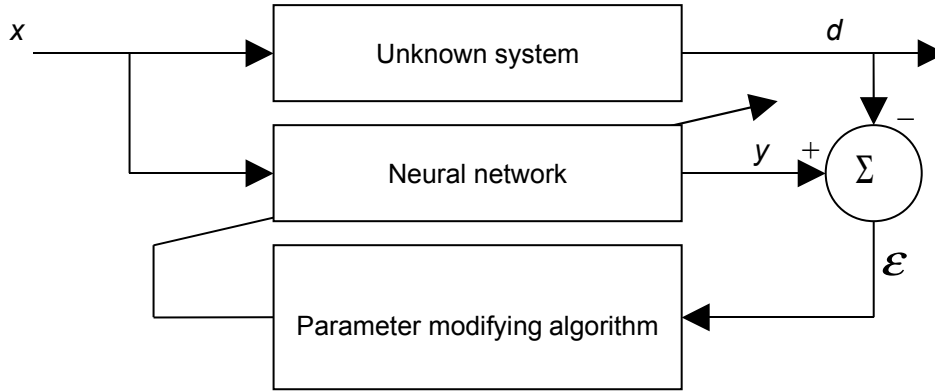 x
Unknown system
d
−
Neural network
y
+
Σ
ε
Parameter modifying algorithm